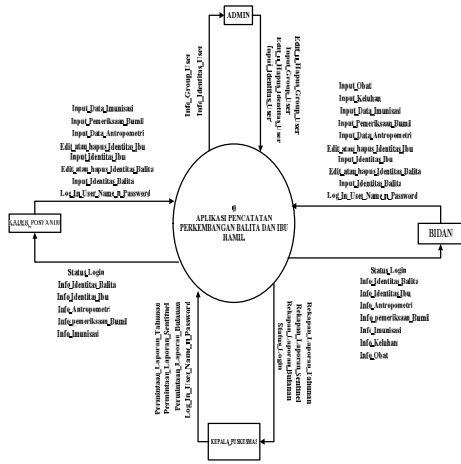 ADMIN
Info_Group_User
Info_Identitas_User
Edit_n_Hapus_Group_User
Input_Group_User
Edit_n_Hapus_Identitas_User
Input_Identitas_User
Input_Data_Imunisasi
Input_Pemeriksaan_Bumil
Input_Data_Antropometri
Edit_atau_hapus_Identitas_Ibu
Input_Identitas_Ibu
Edit_atau_hapus_Identitas_Balita
Input_Identitas_Balita
Log_In_User_Name_n_Password
Input_Obat
Input_Keluhan
Input_Data_Imunisasi
Input_Pemeriksaan_Bumil
Input_Data_Antropometri
Edit_atau_hapus_Identitas_Ibu
Input_Identitas_Ibu
Edit_atau_hapus_Identitas_Balita
Input_Identitas_Balita
Log_In_User_Name_n_Password
KADER_POSYANDU
0
APLIKASI PENCATATAN
PERKEMBANGAN BALITA DAN IBU
HAMIL
BIDAN
Status_Login
Info_Identitas_Balita
Info_Identitas_Ibu
Info_Antropometri
Info_pemeriksaan_Bumil
Info_Imunisasi
Status_Login
Info_Identitas_Balita
Info_Identitas_Ibu
Info_Antropometri
Info_pemeriksaan_Bumil
Info_Imunisasi
Info_Keluhan
Info_Obat
Permintaan_Laporan_Tahunan
Permintaan_Laporan_Sentinel
Permintaan_Laporan_Bulanan
Log_In_User_Name_n_Password
Rekapan_Laporan_Tahunan
Rekapan_Laporan_Sentinel
Rekapan_Laporan_Bulanan
Status_Login
KEPALA_PUSKESMAS